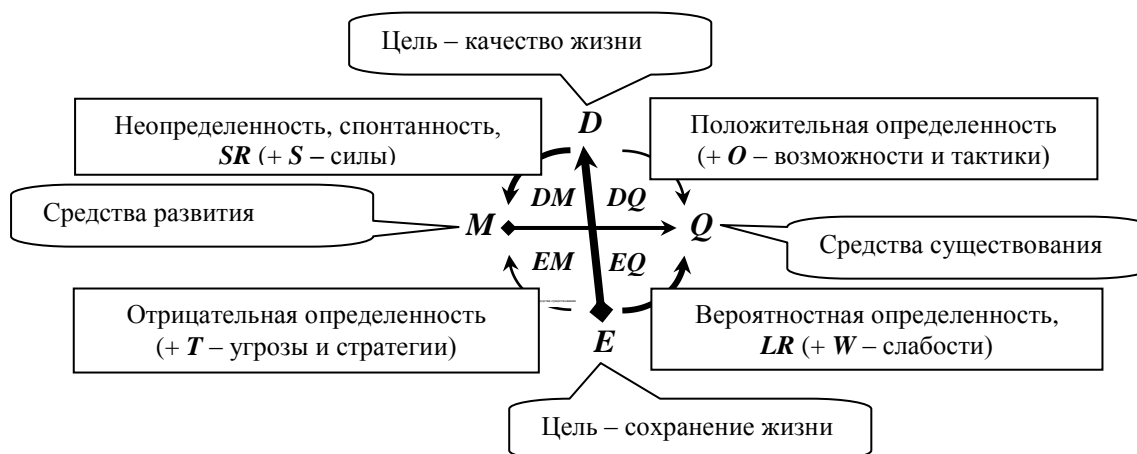 Цель – качество жизни
D
Неопределенность, спонтанность,
SR (+ S – силы)
Положительная определенность
(+ O – возможности и тактики)
DM DQ
Средства развития
M
Q
Средства существования
EM EQ
Отрицательная определенность
(+ T – угрозы и стратегии)
Вероятностная определенность,
LR (+ W – слабости)
E
Цель – сохранение жизни